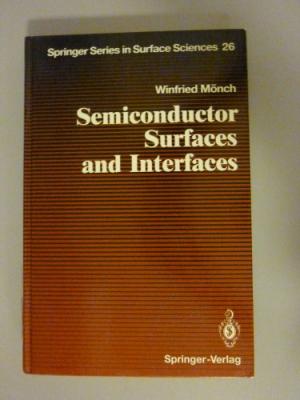 Springer Series in Surface Sciences 26
Winfried Mönch
Semiconductor
Surfaces
and Interfaces
Springer-Verlag